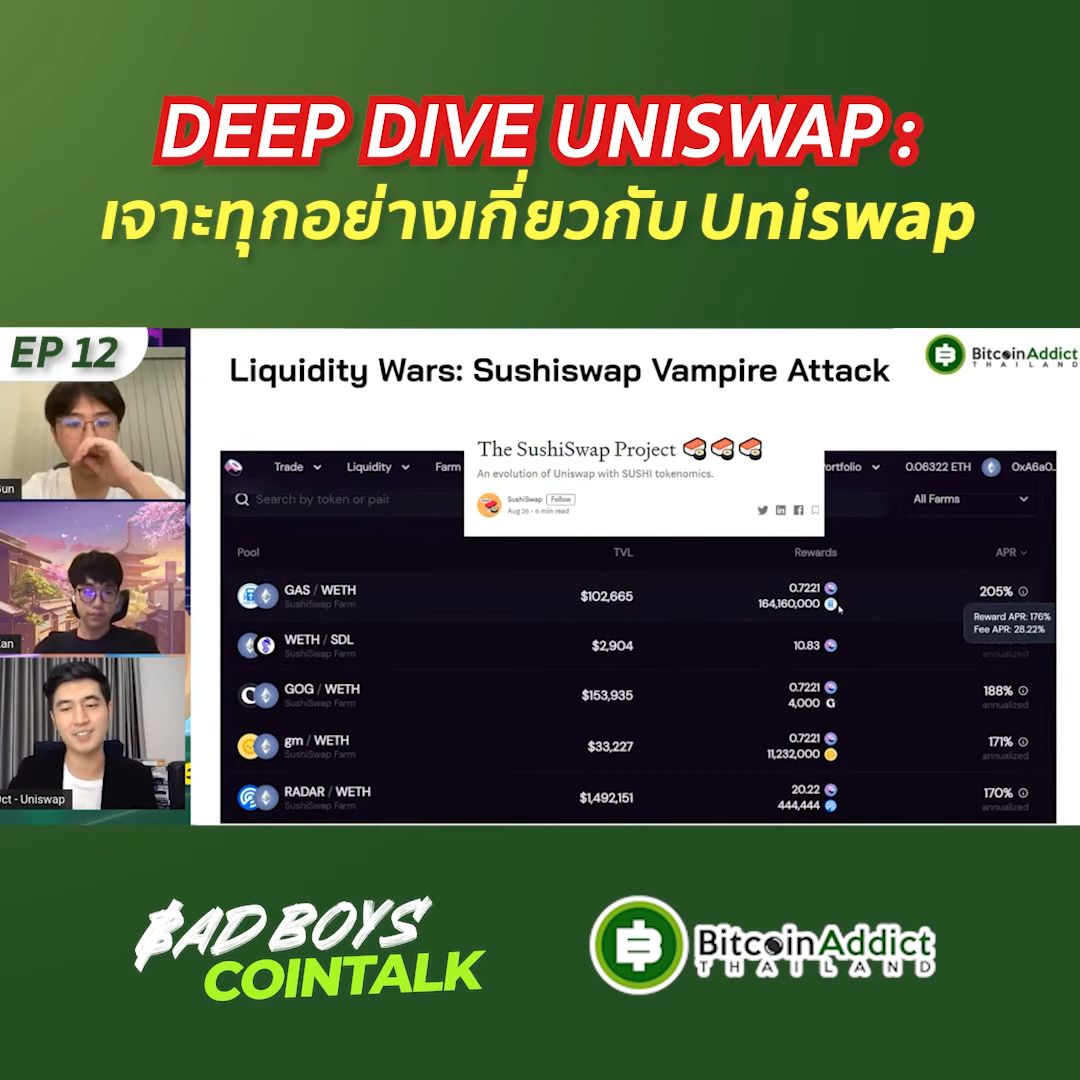 DEEP DIVE UNISWAP :
เจาะทุกอย่างเกี่ยวกับ Uniswap
EP 12
Liquidity Wars: Sushiswap Vampire Attack
BitcoinAddict
THAILAND
The SushiSwap Project 🍣🍣🍣
An evolution of Uniswap with SUSHI tokenomics.
SushiSwap Follow
Aug 26 · 6 min read
Trade Liquidity Farm
0.06322 ETH 0xA6a0...
Search by token or pair
All Farms
Pool TVL Rewards APR
GAS / WETH $102,665 0.7221 205%
SushiSwap Farm 164,160,000
Reward APR: 176%
Fee APR: 28.22%
WETH / SDL $2,904 10.83
SushiSwap Farm annualized
GOG / WETH $153,935 0.7221 188%
SushiSwap Farm 4,000 annualized
gm / WETH $33,227 0.7221 171%
SushiSwap Farm 11,232,000 annualized
RADAR / WETH $1,492,151 20.22 170%
SushiSwap Farm 444,444 annualized
- Uniswap
BAD BOYS
COINTALK
BitcoinAddict
THAILAND